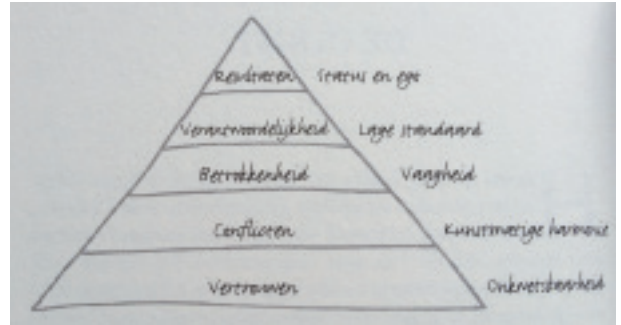 Resultaten Status en ego
Verantwoordelijkheid Lage standaard
Betrokkenheid Vaagheid
Conflicten Kunstmatige harmonie
Vertrouwen Onkwetsbaarheid